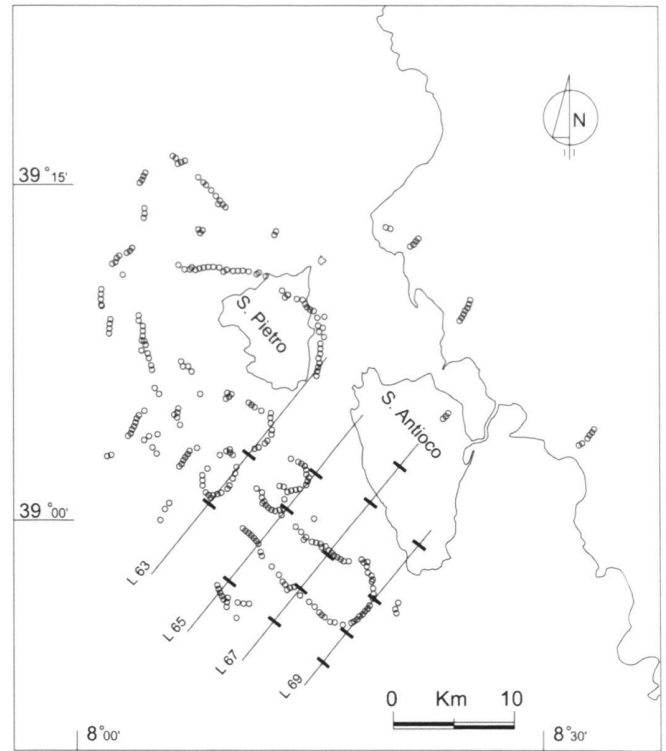 N
39°15'
S. Pietro
S. Antioco
39°00'
L 63
L 65
L 67
L 69
0 Km 10
8°00'
8°30'